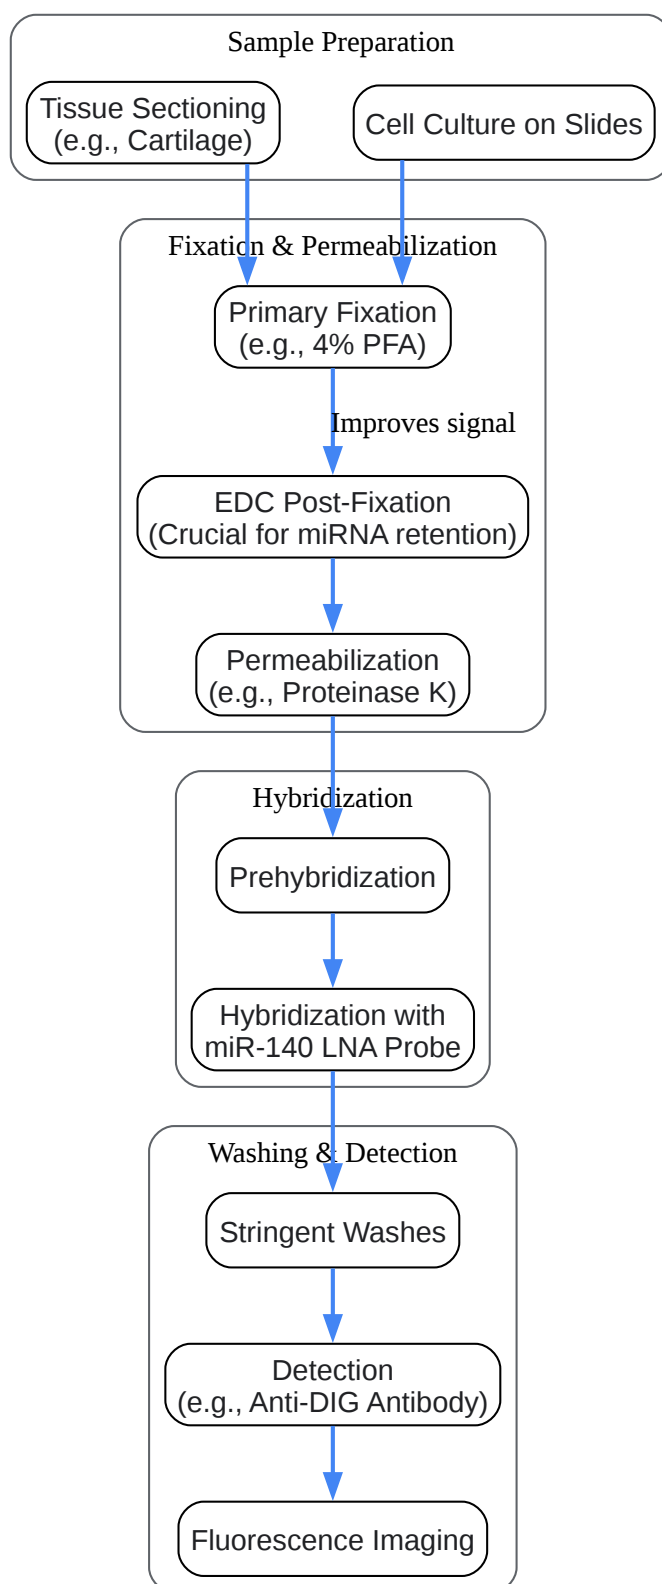 Sample Preparation
Tissue Sectioning
(e.g., Cartilage)
Cell Culture on Slides
Fixation & Permeabilization
Primary Fixation
(e.g., 4% PFA)
Improves signal
EDC Post-Fixation
(Crucial for miRNA retention)
Permeabilization
(e.g., Proteinase K)
Hybridization
Prehybridization
Hybridization with
miR-140 LNA Probe
Washing & Detection
Stringent Washes
Detection
(e.g., Anti-DIG Antibody)
Fluorescence Imaging